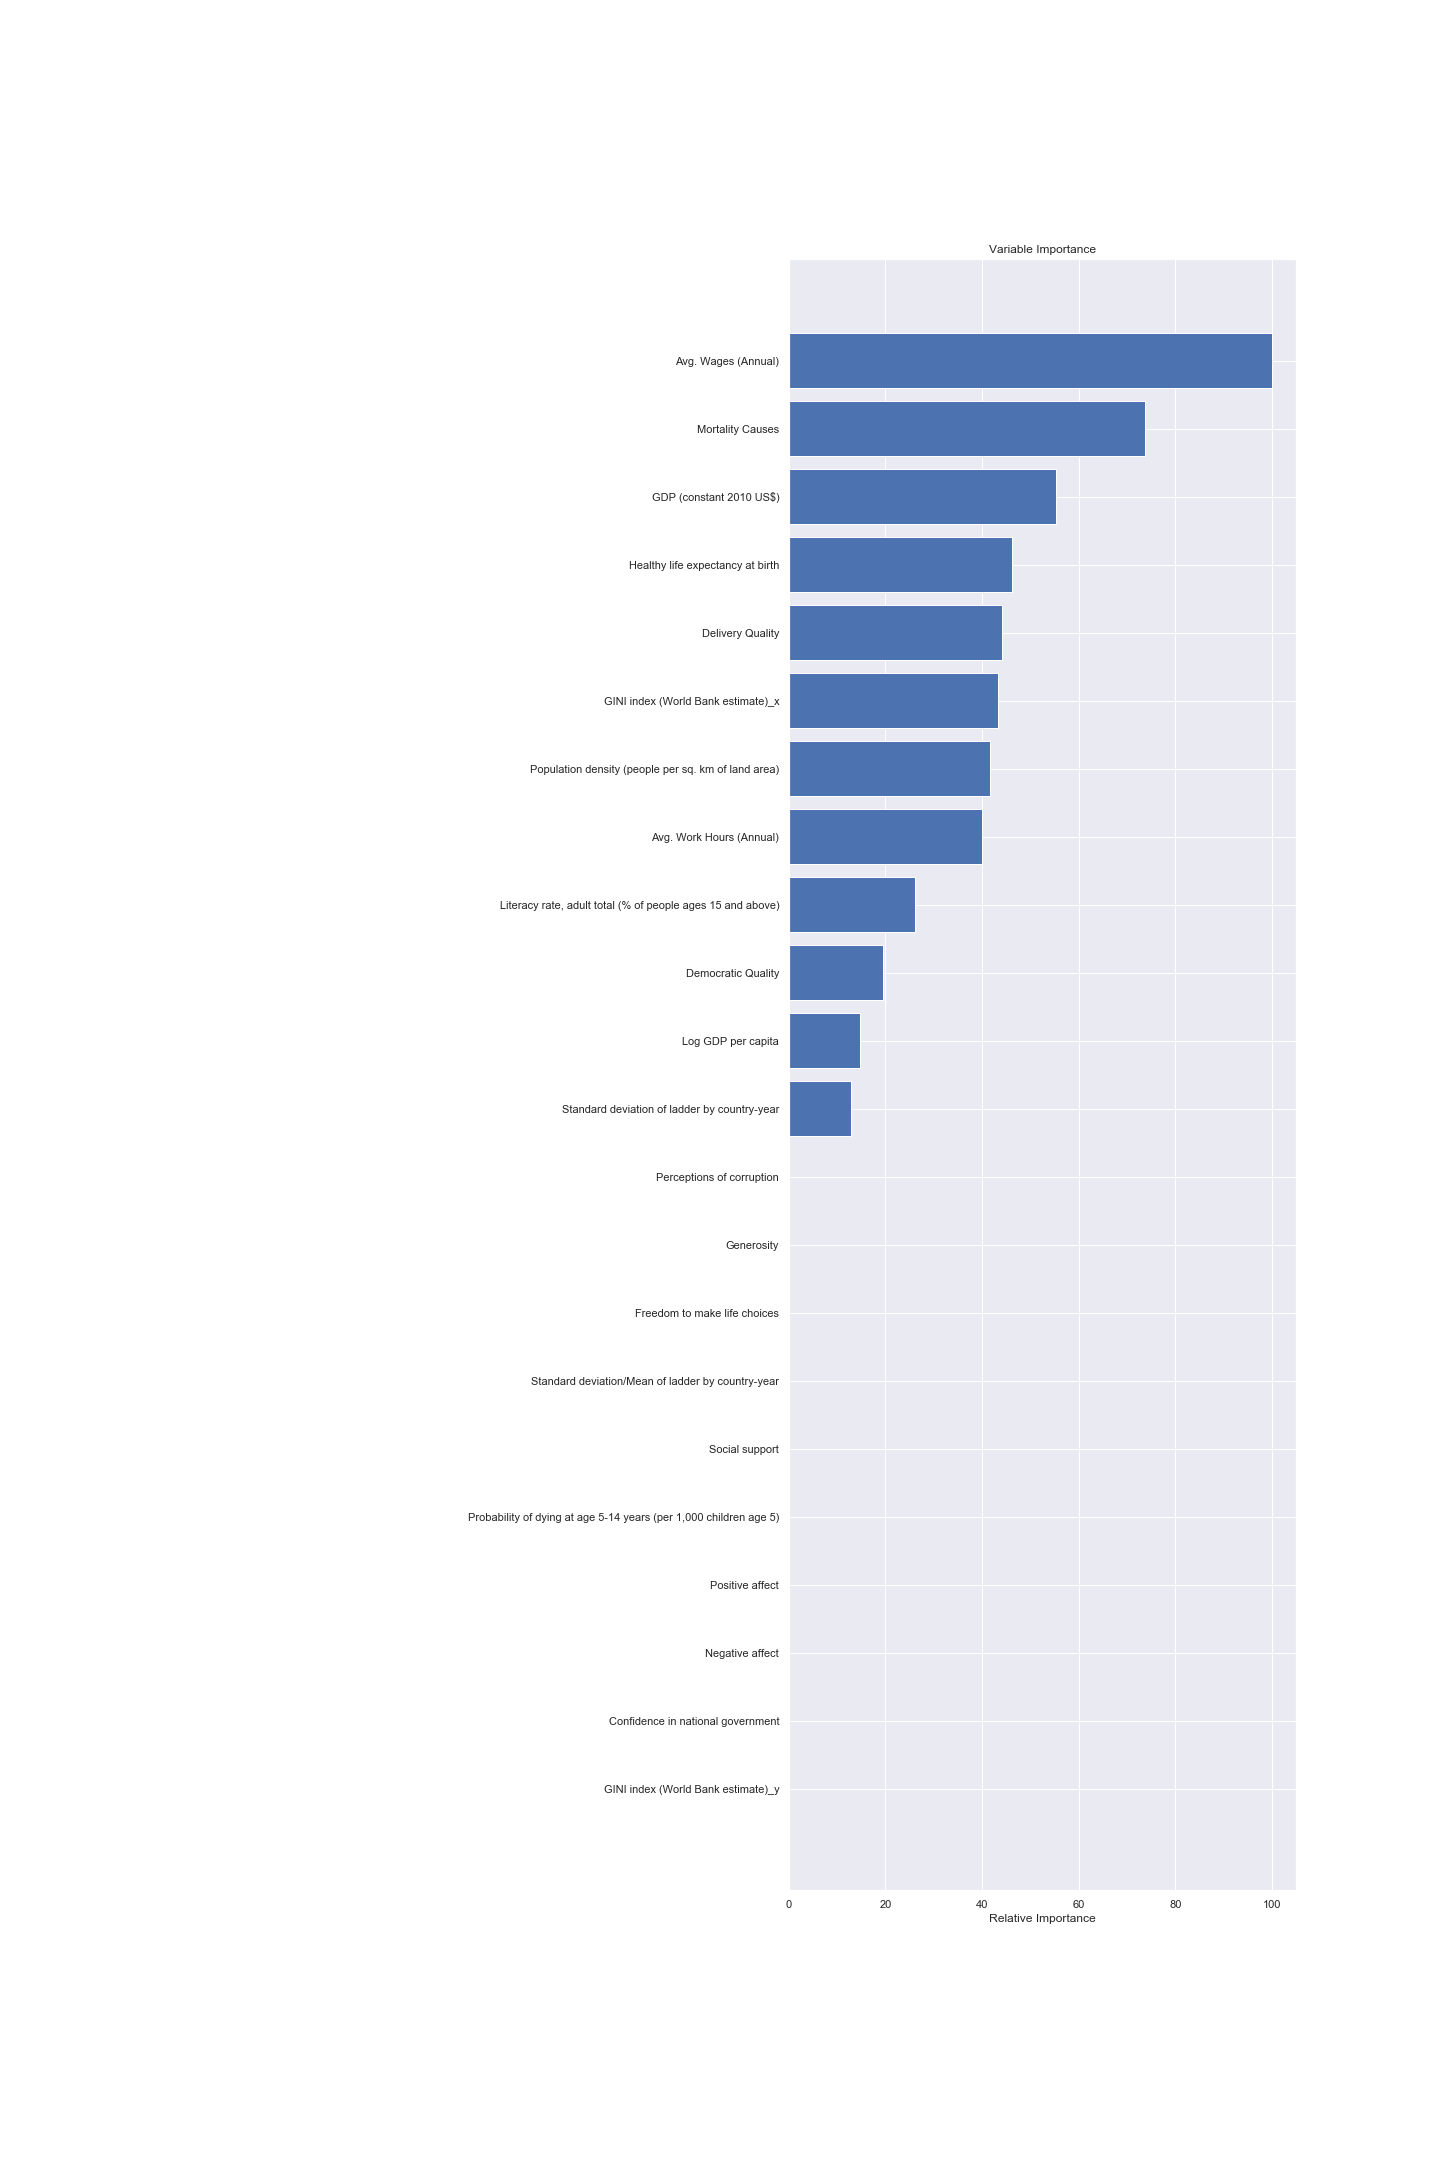 Variable Importance
Avg. Wages (Annual)
Mortality Causes
GDP (constant 2010 US$)
Healthy life expectancy at birth
Delivery Quality
GINI index (World Bank estimate)_x
Population density (people per sq. km of land area)
Avg. Work Hours (Annual)
Literacy rate, adult total (% of people ages 15 and above)
Democratic Quality
Log GDP per capita
Standard deviation of ladder by country-year
Perceptions of corruption
Generosity
Freedom to make life choices
Standard deviation/Mean of ladder by country-year
Social support
Probability of dying at age 5-14 years (per 1,000 children age 5)
Positive affect
Negative affect
Confidence in national government
GINI index (World Bank estimate)_y
0 20 40 60 80 100
Relative Importance